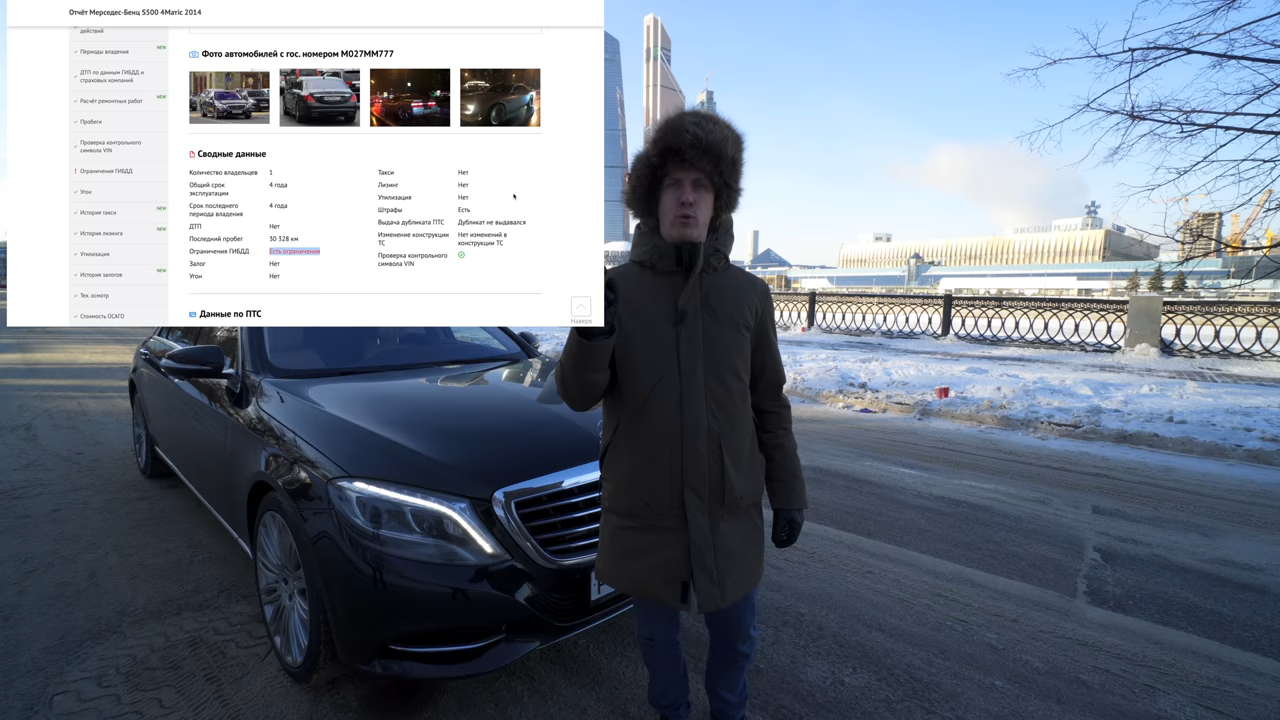 Отчёт Мерседес-Бенц S500 4Matic 2014
действий
Периоды владения
NEW
ДТП по данным ГИБДД и
страховых компаний
Расчёт ремонтных работ
NEW
Пробеги
Проверка контрольного
символа VIN
Ограничения ГИБДД
Угон
История такси
NEW
История лизинга
NEW
Утилизация
История залогов
NEW
Тех. осмотр
Стоимость ОСАГО
Фото автомобилей с гос. номером М027ММ777
Сводные данные
Количество владельцев 1
Общий срок
эксплуатации
4 года
Срок последнего
периода владения
4 года
ДТП Нет
Последний пробег 30 328 км
Ограничения ГИБДД Есть ограничения
Залог Нет
Угон Нет
Такси Нет
Лизинг Нет
Утилизация Нет
Штрафы Есть
Выдача дубликата ПТС Дубликат не выдавался
Изменение конструкции
ТС
Нет изменений в
конструкции ТС
Проверка контрольного
символа VIN
Данные по ПТС
Наверх
ЭКСПОЦЕНТР